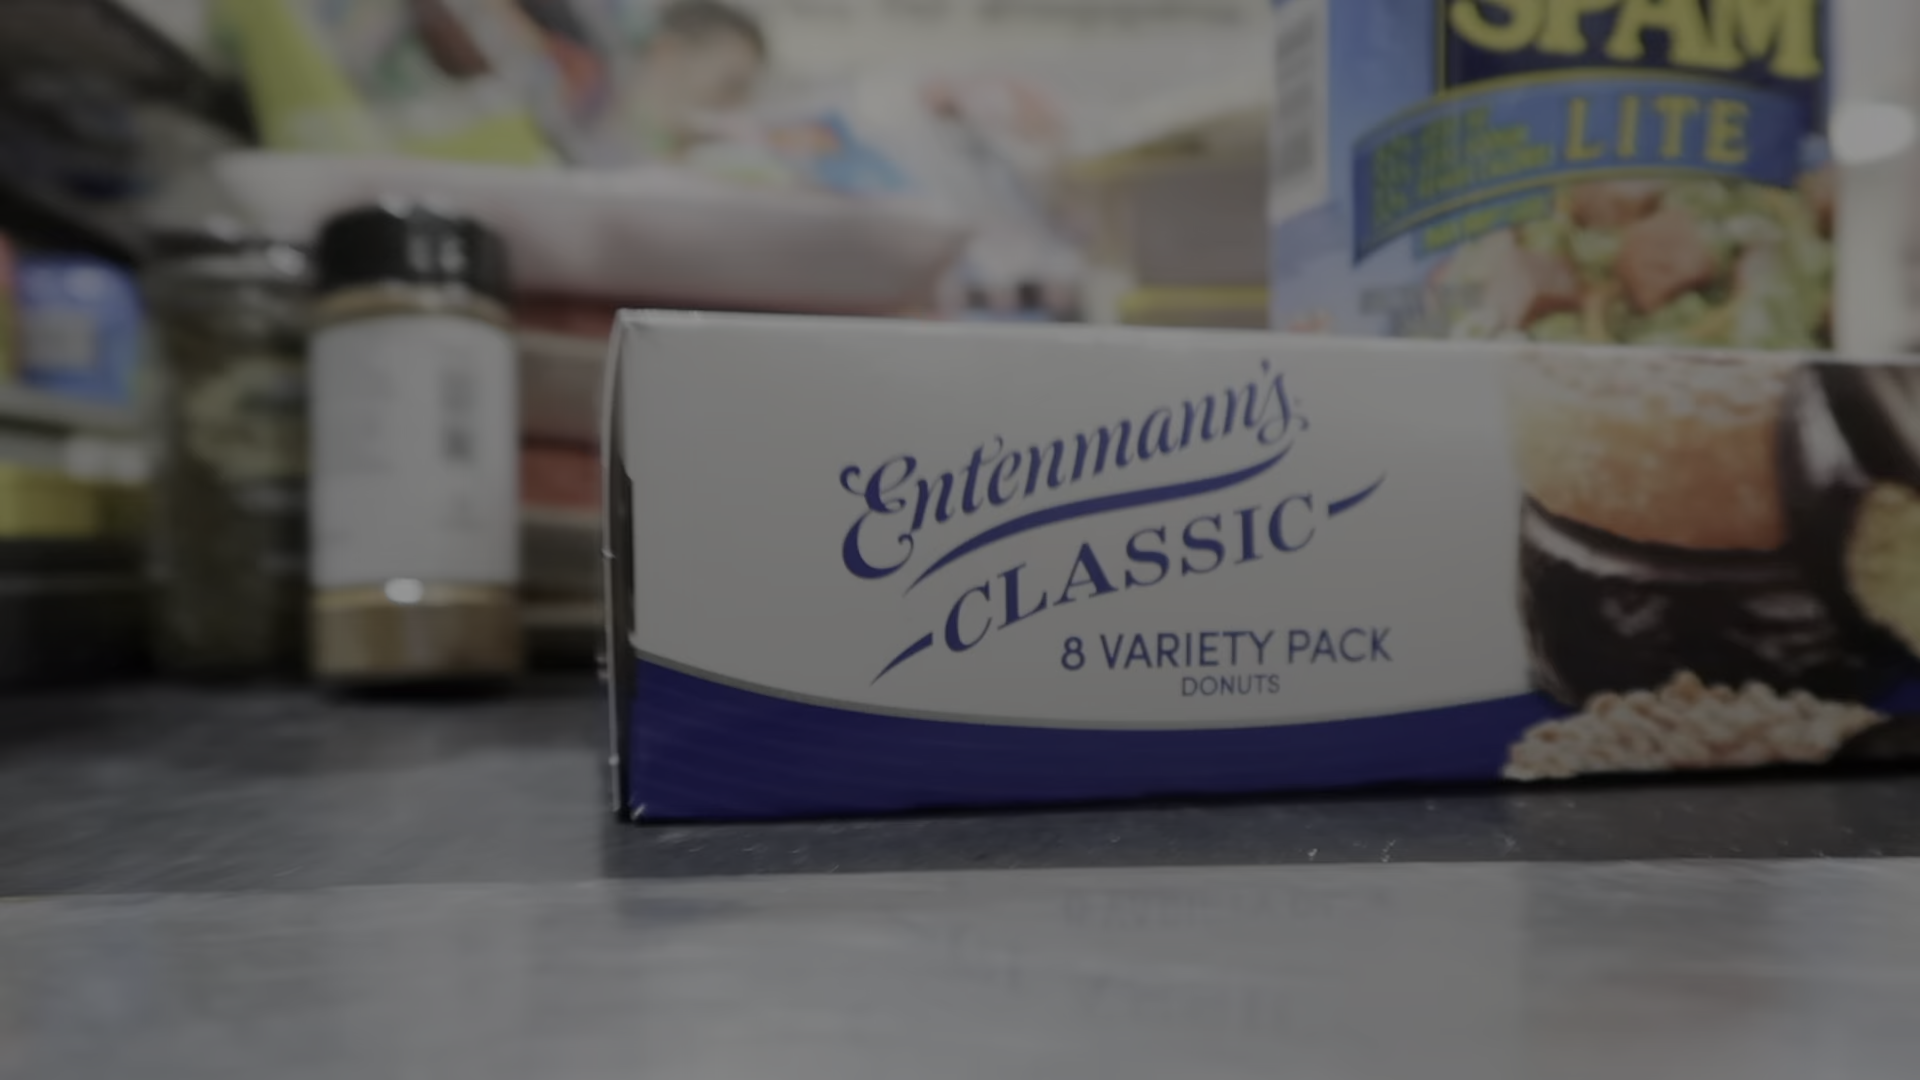 SPAM
LITE
Entenmann's
CLASSIC
8 VARIETY PACK
DONUTS